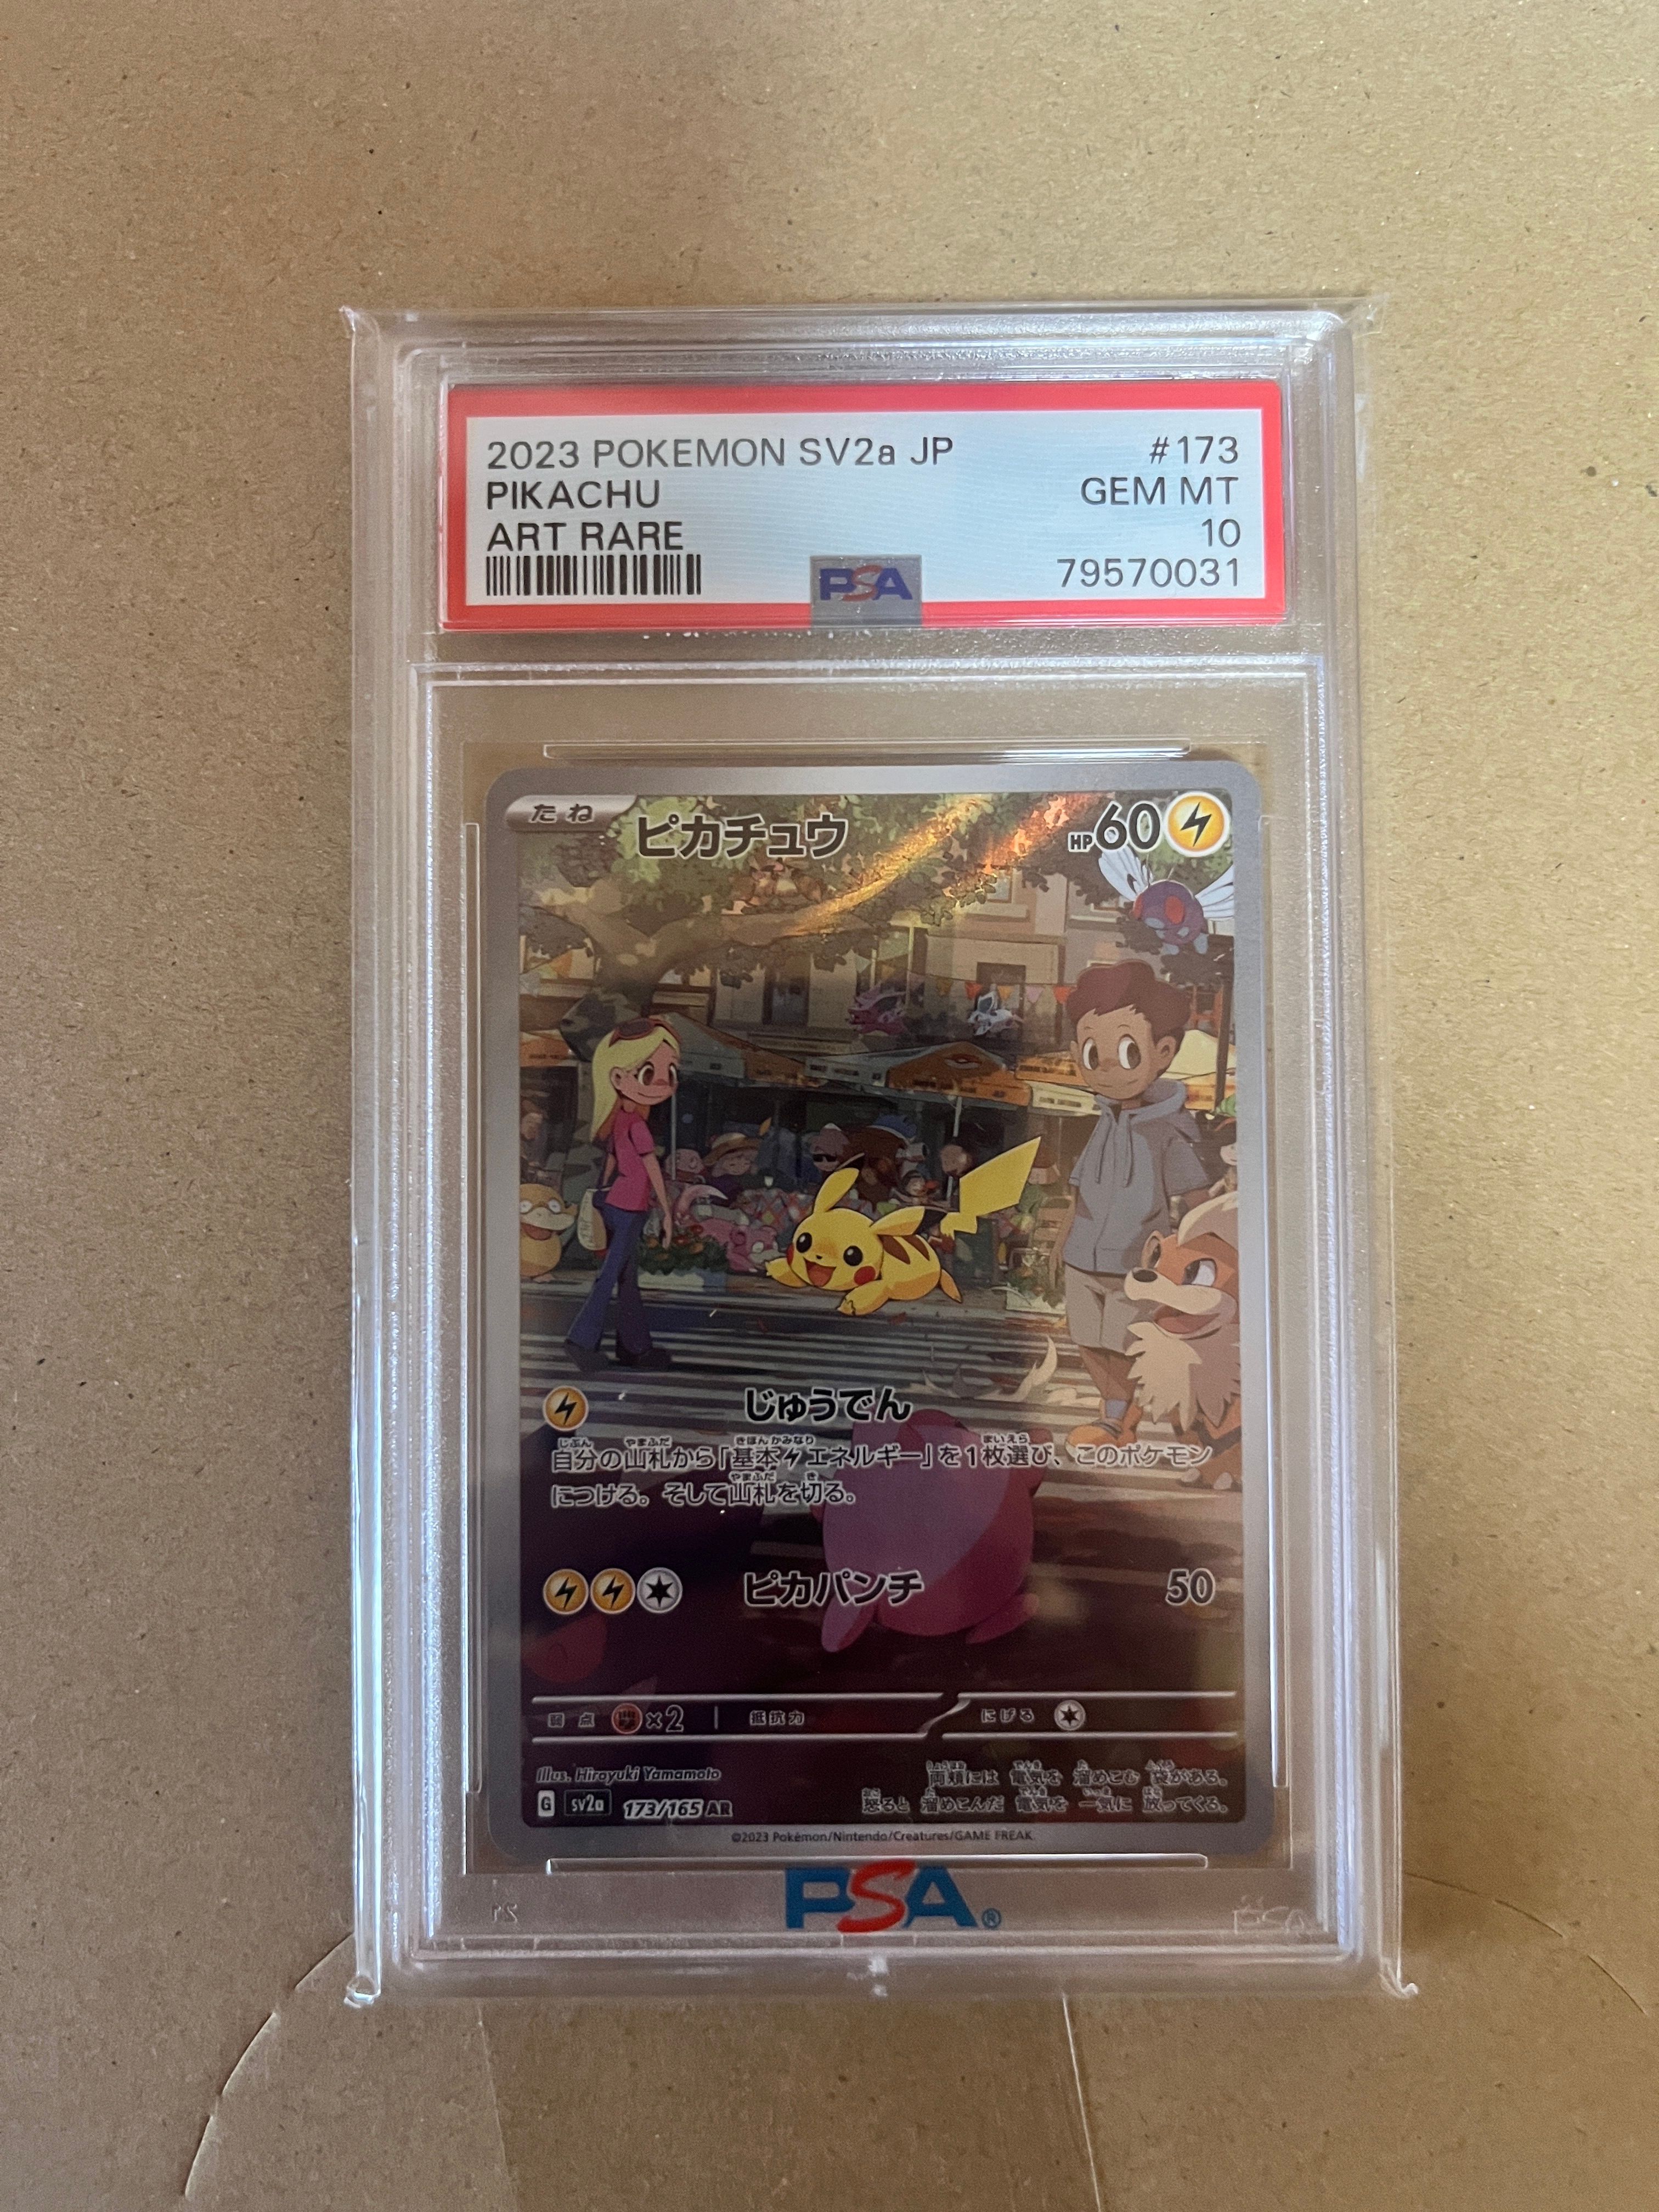 2023 POKEMON SV2a JP #173
PIKACHU GEM MT
ART RARE 10
PSA 79570031
たね ピカチュウ HP60
じゅうでん
自分の山札から「基本エネルギー」を1枚選び、このポケモン
につける。そして山札を切る。
ピカパンチ 50
弱点 ×2 抵抗力 にげる
Illus. Hiroyuki Yamamoto
両頬には 電気を 溜めこむ 袋がある。
怒ると 溜めこんだ 電気を 一気に 放ってくる。
G SV2a 173/165 AR
©2023 Pokémon/Nintendo/Creatures/GAME FREAK.
PSA®
PSA